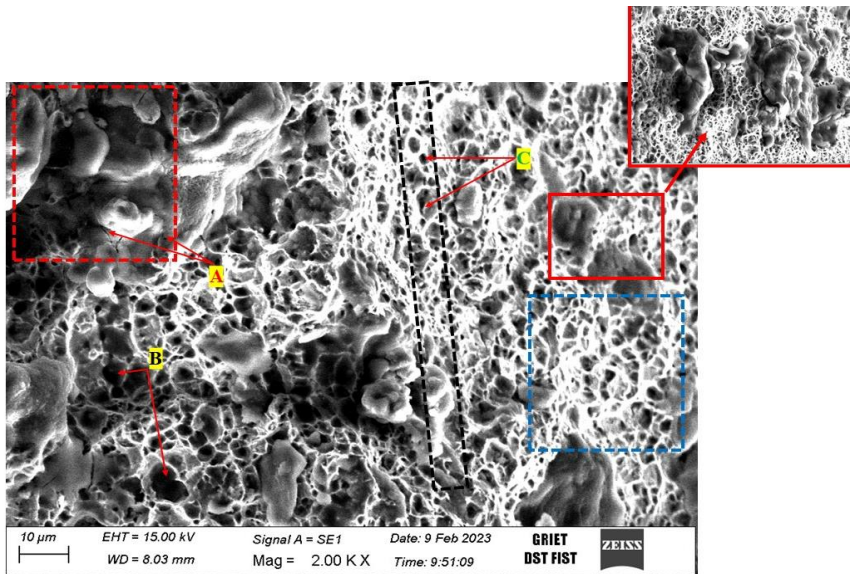 C
A
B
10 µm
EHT = 15.00 kV
WD = 8.03 mm
Signal A = SE1
Mag = 2.00 K X
Date: 9 Feb 2023
Time: 9:51:09
GRIET
DST FIST
ZEISS